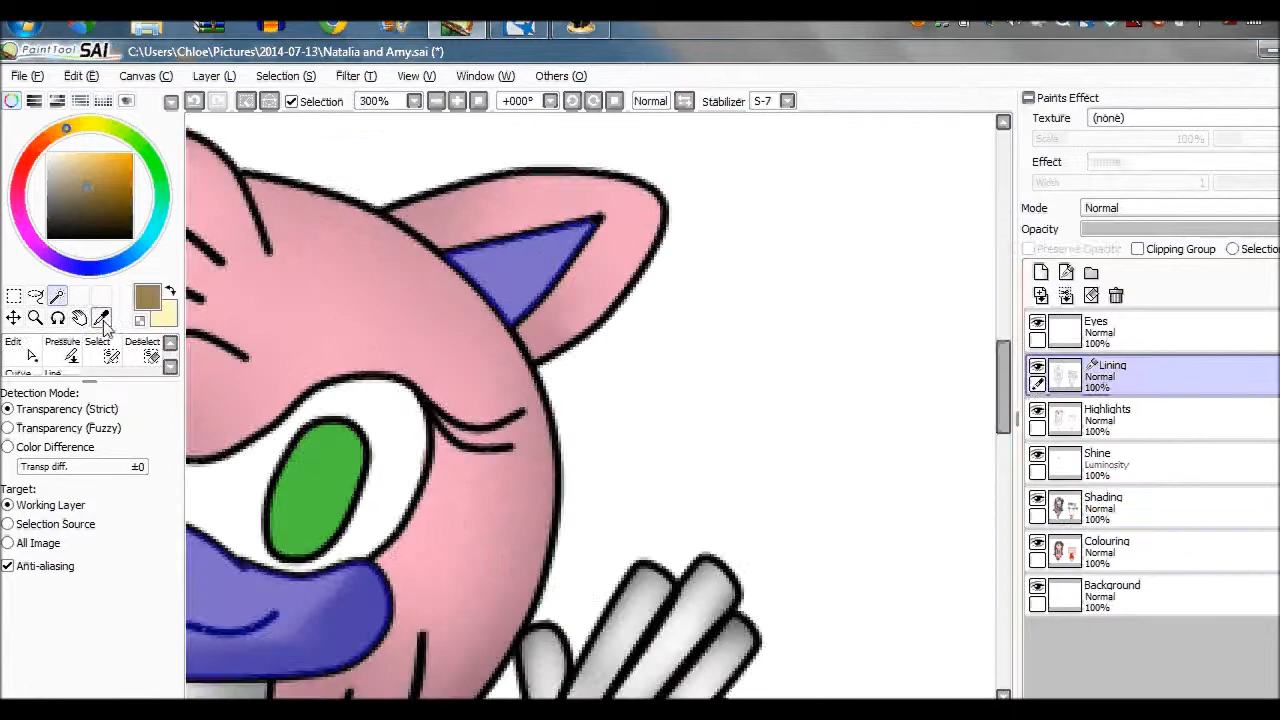 PaintTool SAI C:\Users\Chloe\Pictures\2014-07-13\Natalia and Amy.sai (*)
File (F) Edit (E) Canvas (C) Layer (L) Selection (S) Filter (T) View (V) Window (W) Others (O)
Selection 300% +000° Normal Stabilizer S-7
Paints Effect
Texture (none)
Scale 100%
Effect
Width 1
Mode Normal
Opacity
Preserve Opacity Clipping Group Selectio
Edit Pressure Select Deselect
Curve Line
Detection Mode:
Transparency (Strict)
Transparency (Fuzzy)
Color Difference
Transp diff. ±0
Target:
Working Layer
Selection Source
All Image
Anti-aliasing
Eyes
Normal
100%
Lining
Normal
100%
Highlights
Normal
100%
Shine
Luminosity
100%
Shading
Normal
100%
Colouring
Normal
100%
Background
Normal
100%